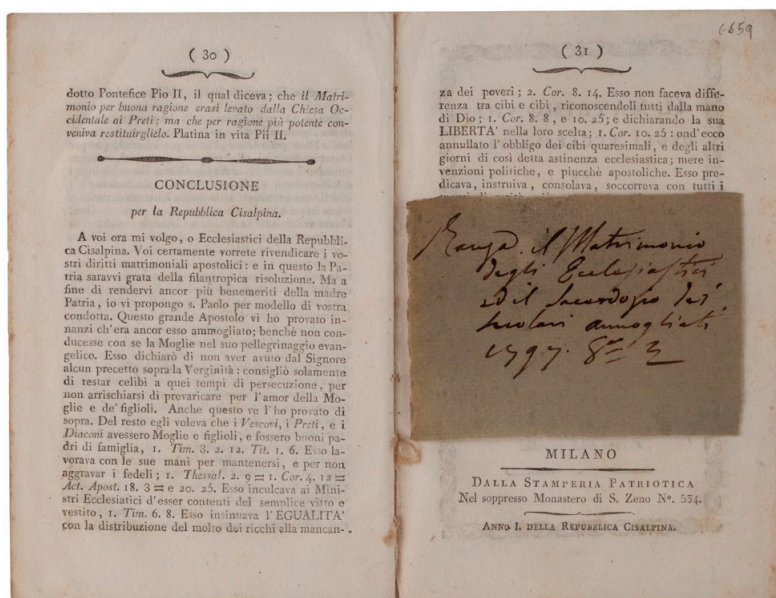 ( 30 )
dotto Pontefice Pio II, il qual diceva; che il Matri-
monio per buona ragione erasi levato dalla Chiesa Oc-
cidentale ai Preti; ma che per ragione più potente con-
veniva restituirglielo. Platina in vita Pii II.
CONCLUSIONE
per la Repubblica Cisalpina.
A voi ora mi volgo, o Ecclesiastici della Repubbli-
ca Cisalpina. Voi certamente vorrete rivendicare i vo-
stri diritti matrimoniali apostolici: e in questo la Pa-
tria saravvi grata della filantropica risoluzione. Ma a
fine di rendervi ancor più benemeriti della madre
Patria, io vi propongo s. Paolo per modello di vostra
condotta. Questo grande Apostolo vi ho provato in-
nanzi ch'era ancor esso ammogliato; benchè non con-
ducesse con se la Moglie nel suo pellegrinaggio evan-
gelico. Esso dichiarò di non aver avuto dal Signore
alcun precetto sopra la Verginità: consigliò solamente
di restar celibi a quei tempi di persecuzione, per
non arrischiarsi di prevaricare per l'amor della Mo-
glie e de' figlioli. Anche questo ve l'ho provato di
sopra. Del resto egli voleva che i Vescovi, i Preti, e i
Diaconi avessero Moglie e figlioli, e fossero buoni pa-
dri di famiglia, 1. Tim. 3. 2. 12. Tit. 1. 6. Esso la-
vorava con le sue mani per mantenersi, e per non
aggravar i fedeli; 1. Thessal. 2. 9 = 1. Cor. 4. 12 =
Act. Apost. 18. 3 = e 20. 25. Esso inculcava ai Mini-
stri Ecclesiastici d'esser contenti del semplice vitto e
vestito, 1. Tim. 6. 8. Esso insinuava l'EGUALITA'
con la distribuzione del molto dei ricchi alla mancan-
6659
( 31 )
za dei poveri; 2. Cor. 8. 14. Esso non faceva diffe-
renza tra cibi e cibi, riconoscendoli tutti dalla mano
di Dio; 1. Cor. 8. 8, e 10. 25; e dichiarando la sua
LIBERTA' nella loro scelta; 1. Cor. 10. 25: ond'ecco
annullato l'obbligo dei cibi quaresimali, e degli altri
giorni di così detta astinenza ecclesiastica; mere in-
venzioni politiche, e piucchè apostoliche. Esso pre-
dicava, instruiva, consolava, soccorreva con tutti i
Ranza. il Matrimonio
degli Ecclesiastici
ed il Sacerdozio dei
secolari ammogliati
1797. 8
MILANO
DALLA STAMPERIA PATRIOTICA
Nel soppresso Monastero di S. Zeno Nº. 534.
ANNO I. DELLA REPUBBLICA CISALPINA.